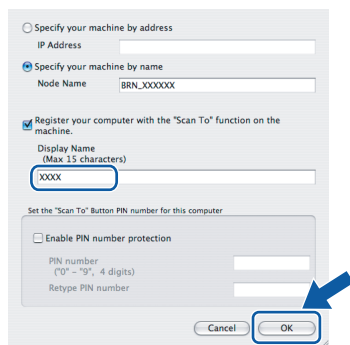 Specify your machine by address
IP Address
Specify your machine by name
Node Name BRN_XXXXXX
Register your computer with the "Scan To" function on the
machine.
Display Name
(Max 15 characters)
XXXX
Set the "Scan To" Button PIN number for this computer
Enable PIN number protection
PIN number
("0" – "9", 4 digits)
Retype PIN number
Cancel OK